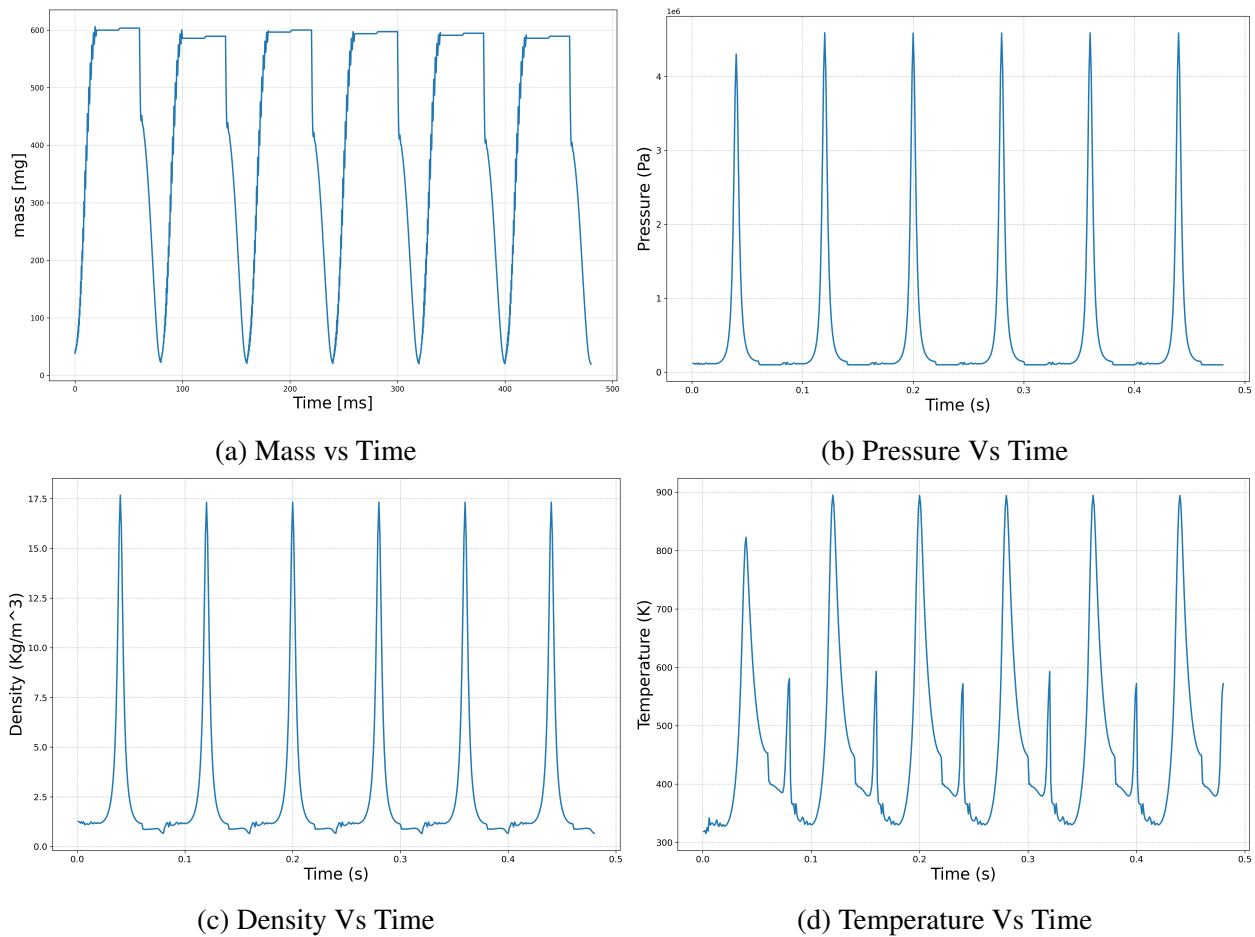 600
500
400
300
200
100
0
mass [mg]
0 100 200 300 400 500
Time [ms]
(a) Mass vs Time
1e6
4
3
2
1
0
Pressure (Pa)
0.0 0.1 0.2 0.3 0.4 0.5
Time (s)
(b) Pressure Vs Time
17.5
15.0
12.5
10.0
7.5
5.0
2.5
0.0
Density (Kg/m^3)
0.0 0.1 0.2 0.3 0.4 0.5
Time (s)
(c) Density Vs Time
900
800
700
600
500
400
300
Temperature (K)
0.0 0.1 0.2 0.3 0.4 0.5
Time (s)
(d) Temperature Vs Time